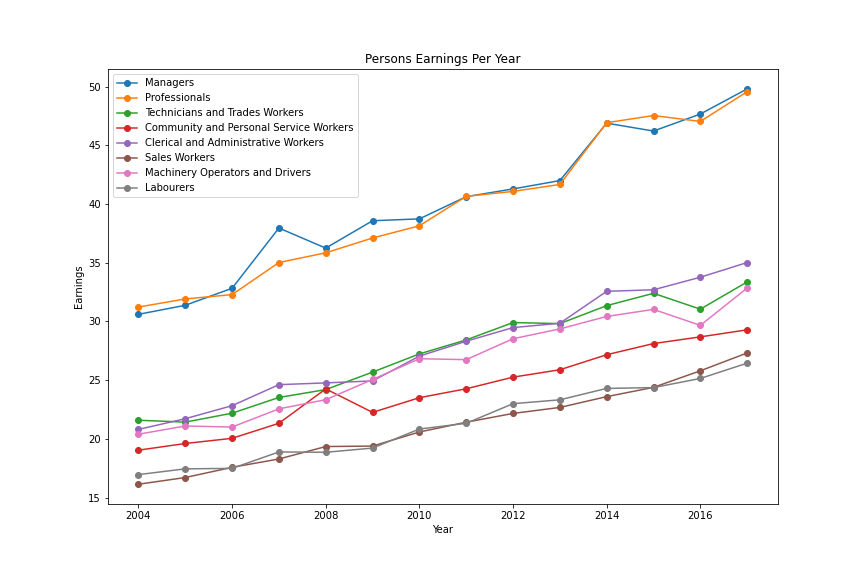 Persons Earnings Per Year
Managers
Professionals
Technicians and Trades Workers
Community and Personal Service Workers
Clerical and Administrative Workers
Sales Workers
Machinery Operators and Drivers
Labourers
50
45
40
35
30
25
20
15
Earnings
2004 2006 2008 2010 2012 2014 2016
Year